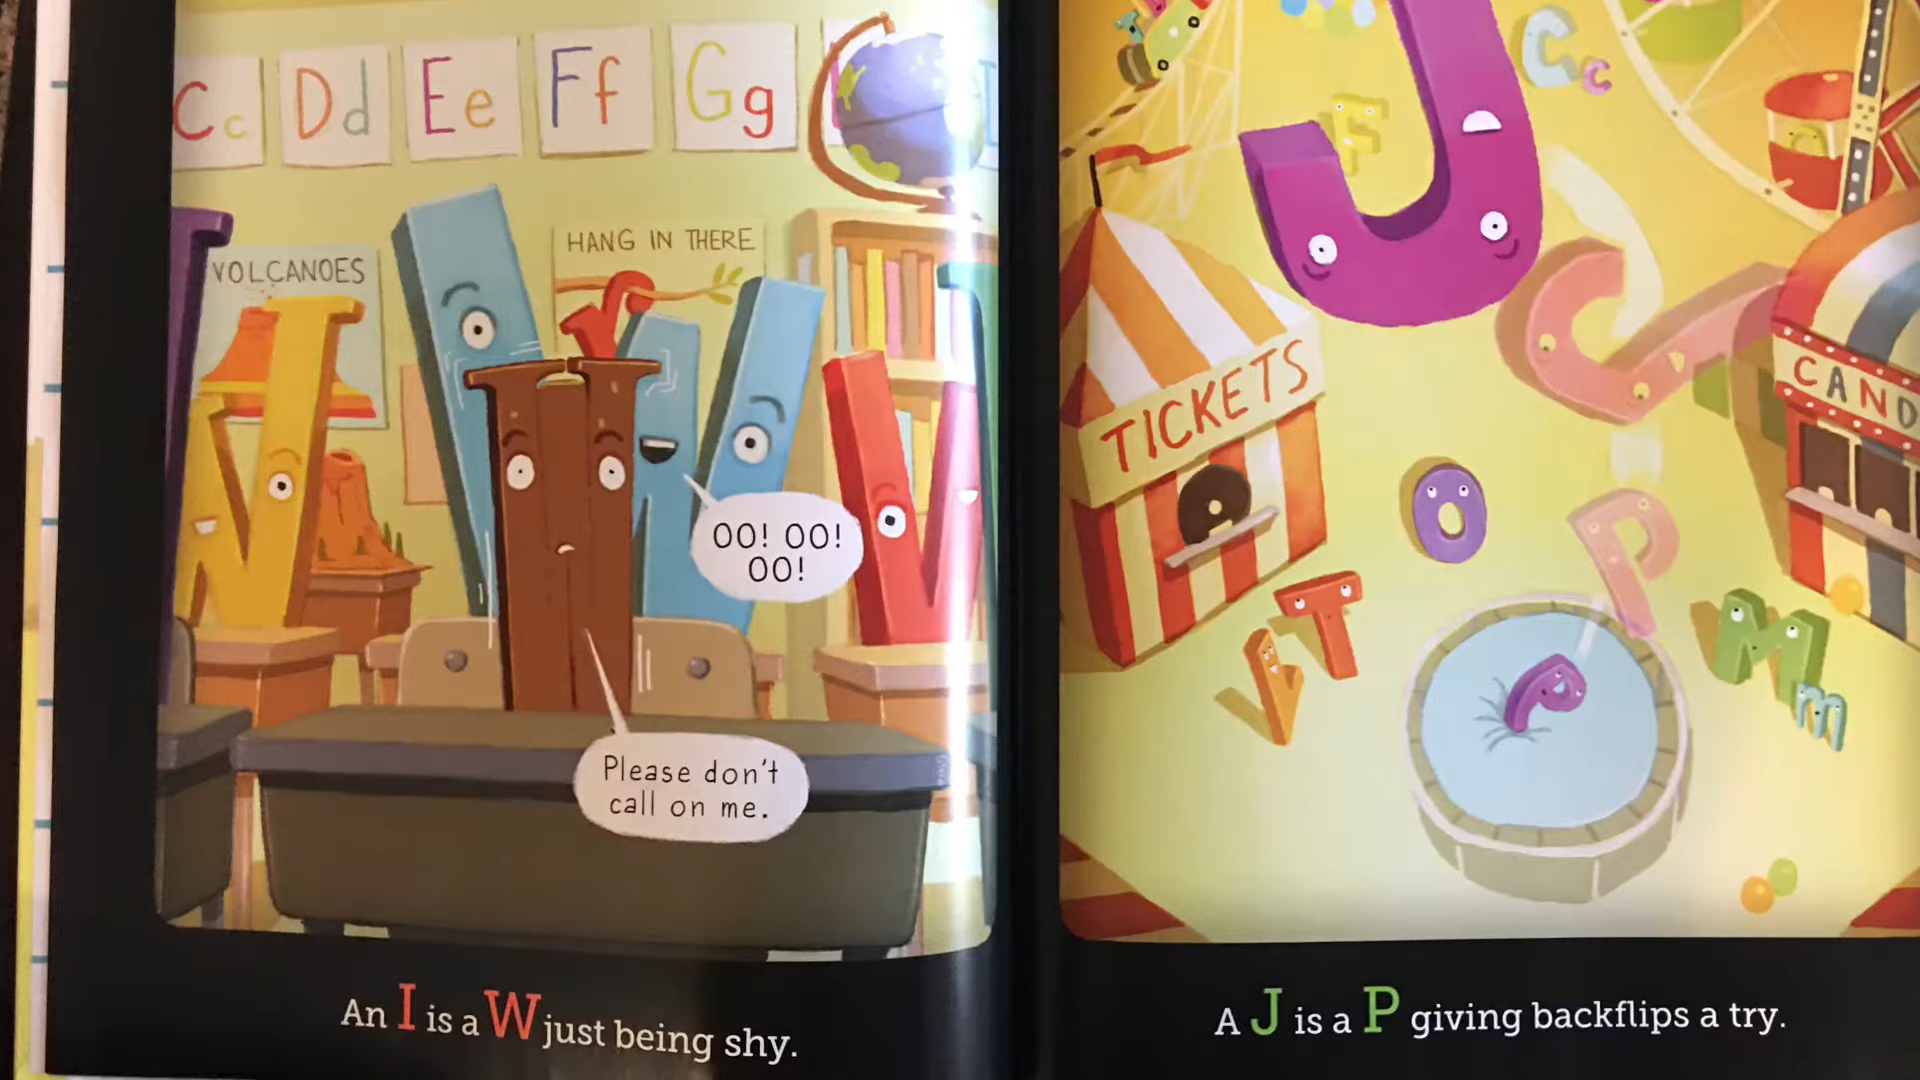 Cc Dd Ee Ff Gg
VOLCANOES
HANG IN THERE
OO! OO!
OO!
Please don't
call on me.
An I is a W just being shy.
C c
F
J
TICKETS
CAND
O
P
T
V
P
M
m
A J is a P giving backflips a try.